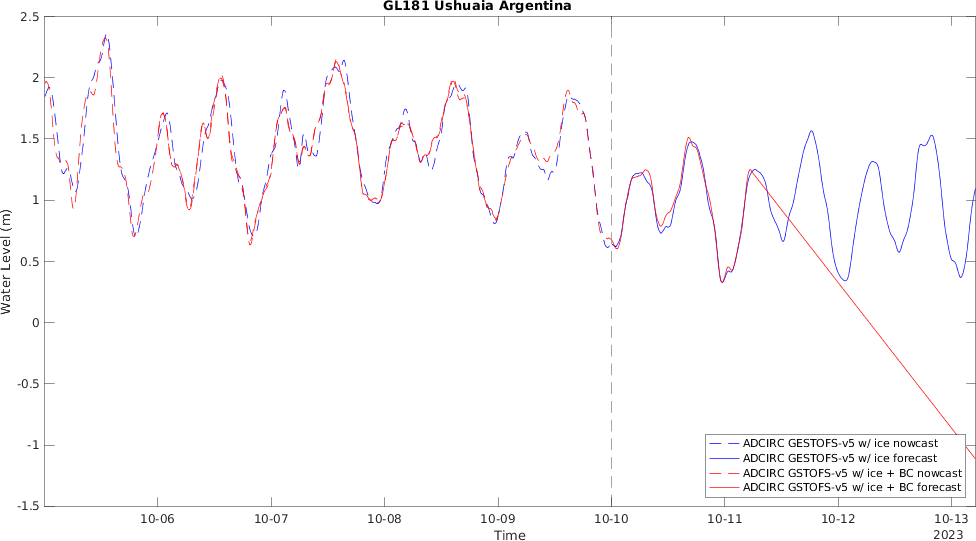 GL181 Ushuaia Argentina
2.5
2
1.5
1
0.5
0
-0.5
-1
-1.5
Water Level (m)
10-06 10-07 10-08 10-09 10-10 10-11 10-12 10-13
2023
Time
ADCIRC GESTOFS-v5 w/ ice nowcast
ADCIRC GESTOFS-v5 w/ ice forecast
ADCIRC GSTOFS-v5 w/ ice + BC nowcast
ADCIRC GSTOFS-v5 w/ ice + BC forecast